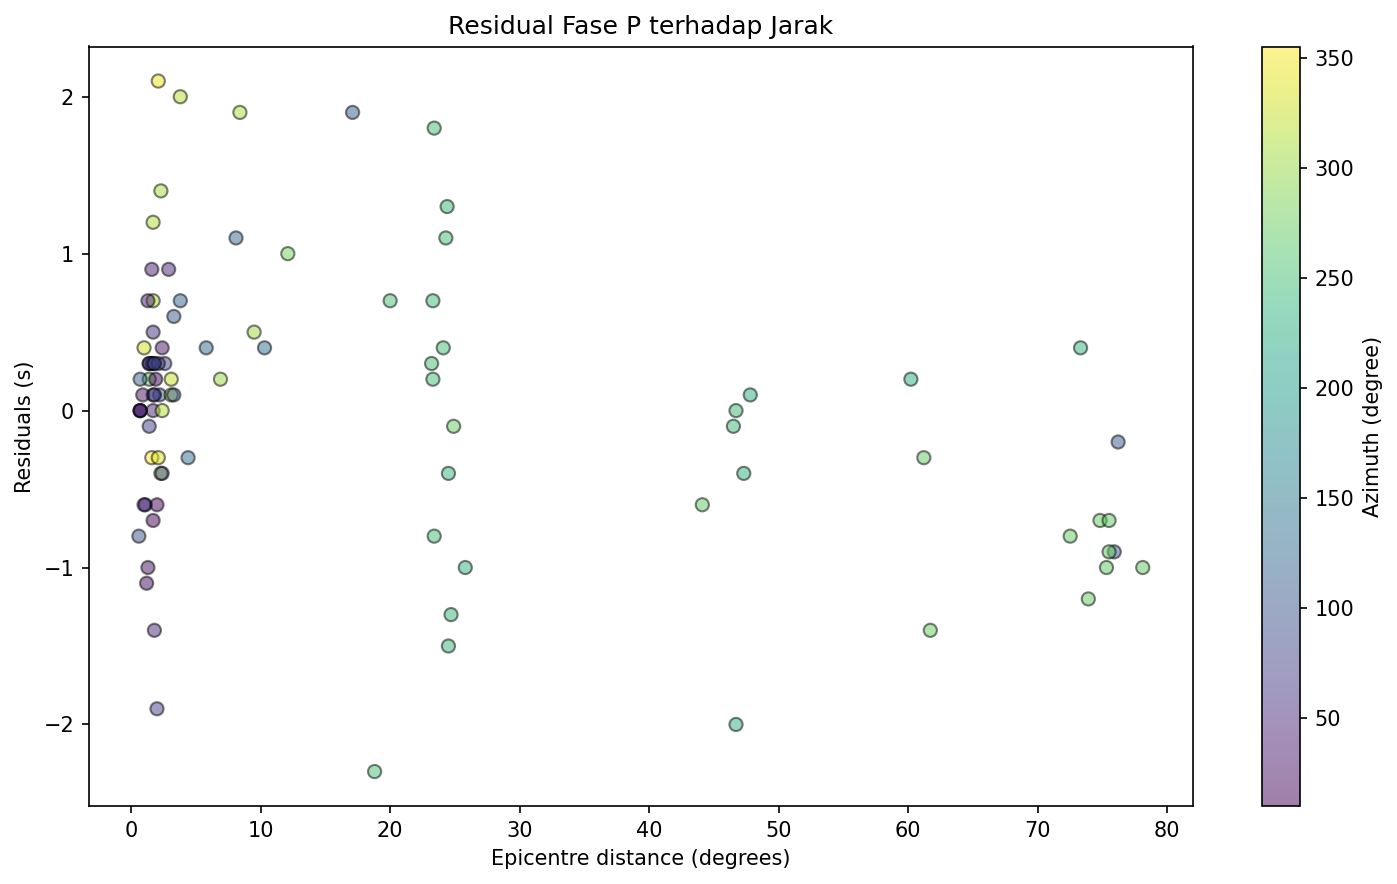 Residual Fase P terhadap Jarak
Residuals (s)
2
1
0
−1
−2
0 10 20 30 40 50 60 70 80
Epicentre distance (degrees)
350
300
250
200
150
100
50
Azimuth (degree)